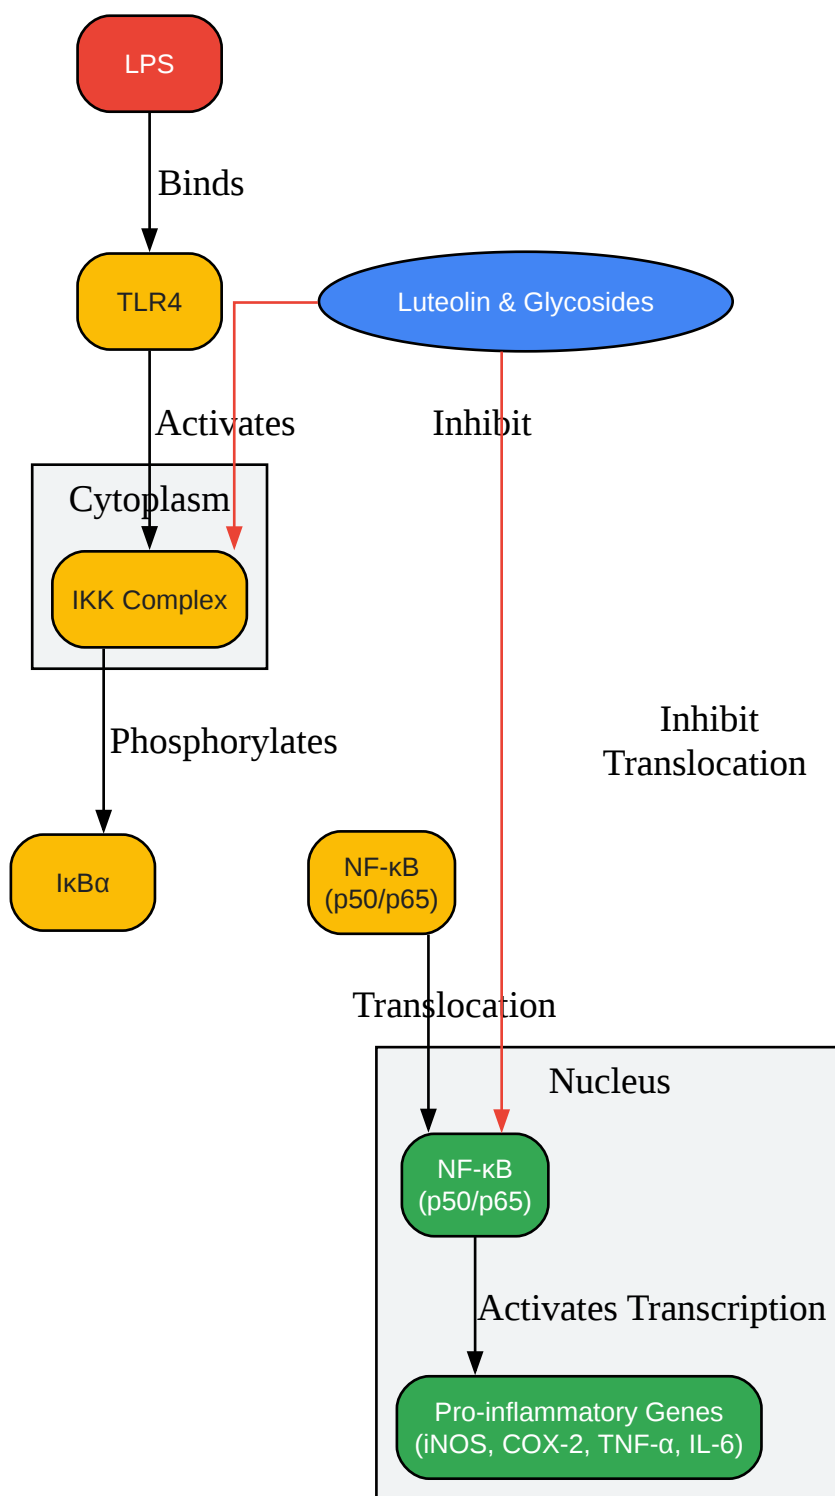 LPS
Binds
TLR4
Luteolin & Glycosides
Activates
Inhibit
Cytoplasm
IKK Complex
Inhibit
Translocation
Phosphorylates
IκBα
NF-κB
(p50/p65)
Translocation
Nucleus
NF-κB
(p50/p65)
Activates Transcription
Pro-inflammatory Genes
(iNOS, COX-2, TNF-α, IL-6)